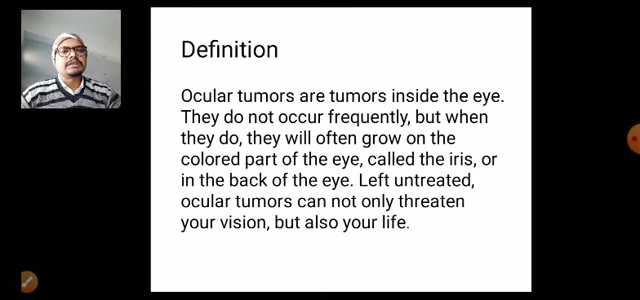 Definition
Ocular tumors are tumors inside the eye.
They do not occur frequently, but when
they do, they will often grow on the
colored part of the eye, called the iris, or
in the back of the eye. Left untreated,
ocular tumors can not only threaten
your vision, but also your life.